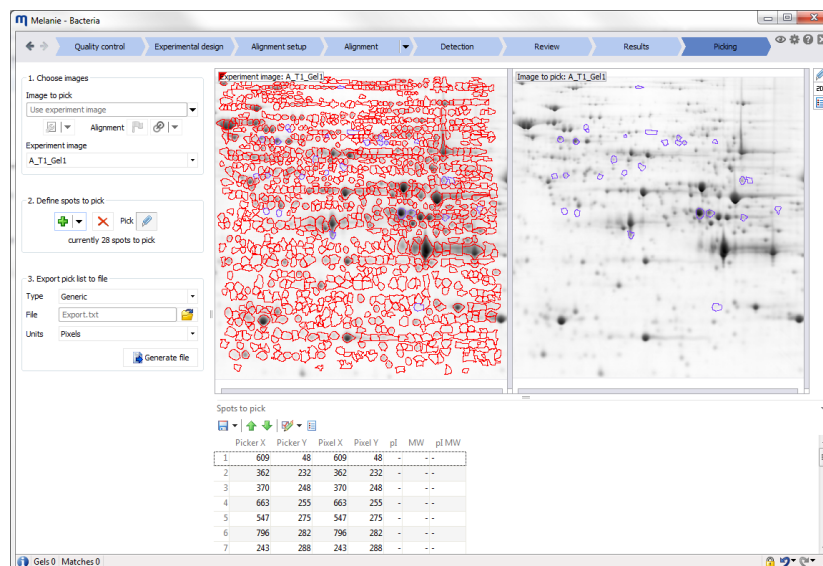 Melanie - Bacteria
Quality control Experimental design Alignment setup Alignment Detection Review Results Picking
1. Choose images
Image to pick
Use experiment image
Alignment
Experiment image
A_T1_Gel1
2. Define spots to pick
Pick
currently 28 spots to pick
3. Export pick list to file
Type Generic
File Export.txt
Units Pixels
Generate file
Experiment image: A_T1_Gel1
Image to pick: A_T1_Gel1
Spots to pick
Picker X Picker Y Pixel X Pixel Y pI MW pI MW
1 609 48 609 48 - - -
2 362 232 362 232 - - -
3 370 248 370 248 - - -
4 663 255 663 255 - - -
5 547 275 547 275 - - -
6 796 282 796 282 - - -
7 243 288 243 288 - - -
Gels 0 Matches 0